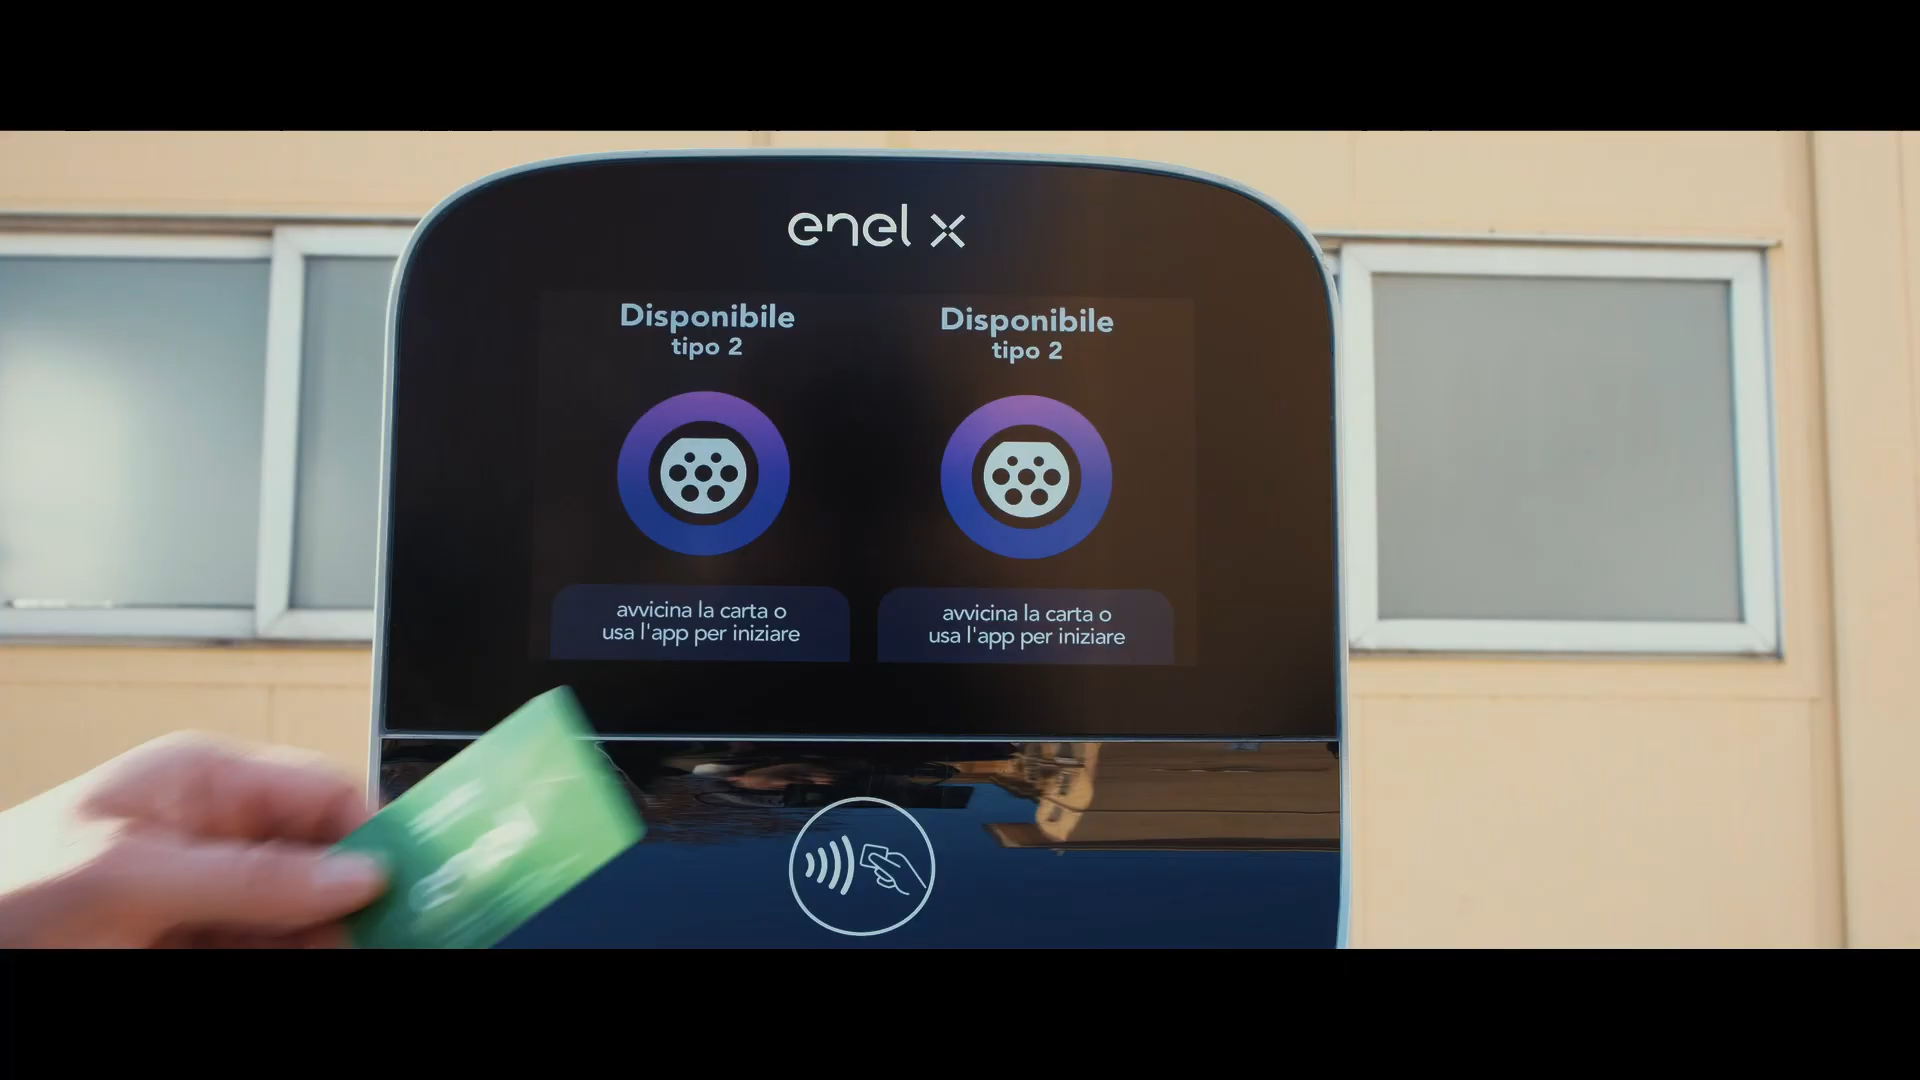 enel x
Disponibile
tipo 2
avvicina la carta o
usa l'app per iniziare
Disponibile
tipo 2
avvicina la carta o
usa l'app per iniziare